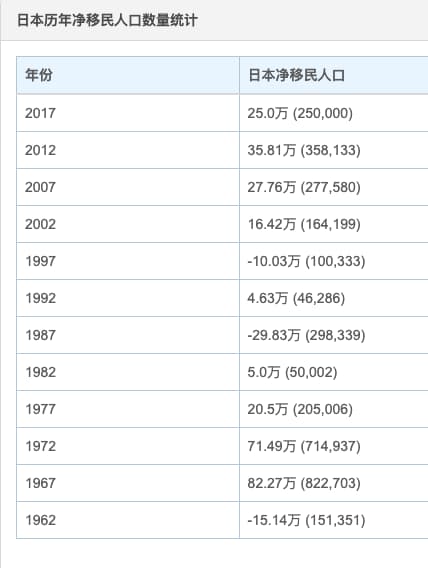 日本历年净移民人口数量统计
年份 日本净移民人口
2017 25.0万 (250,000)
2012 35.81万 (358,133)
2007 27.76万 (277,580)
2002 16.42万 (164,199)
1997 -10.03万 (100,333)
1992 4.63万 (46,286)
1987 -29.83万 (298,339)
1982 5.0万 (50,002)
1977 20.5万 (205,006)
1972 71.49万 (714,937)
1967 82.27万 (822,703)
1962 -15.14万 (151,351)